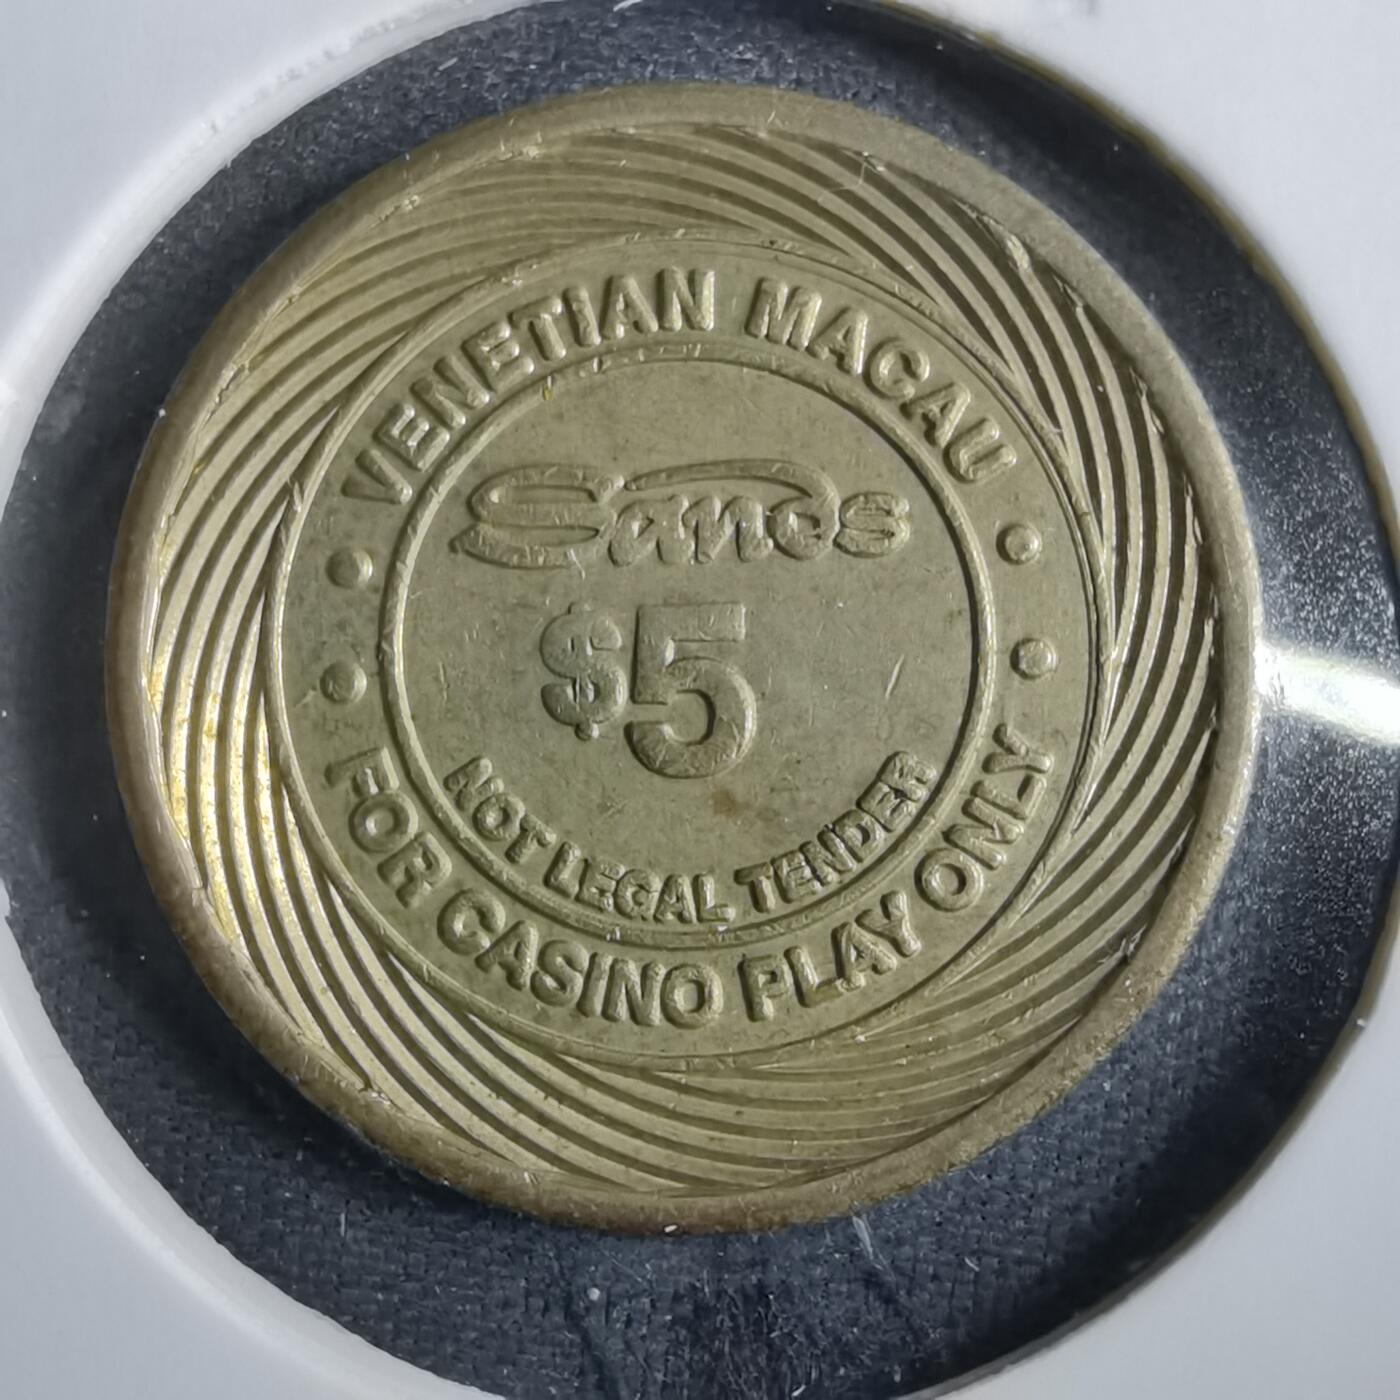 VENETIAN MACAU
Sands
$5
NOT LEGAL TENDER
FOR CASINO PLAY ONLY